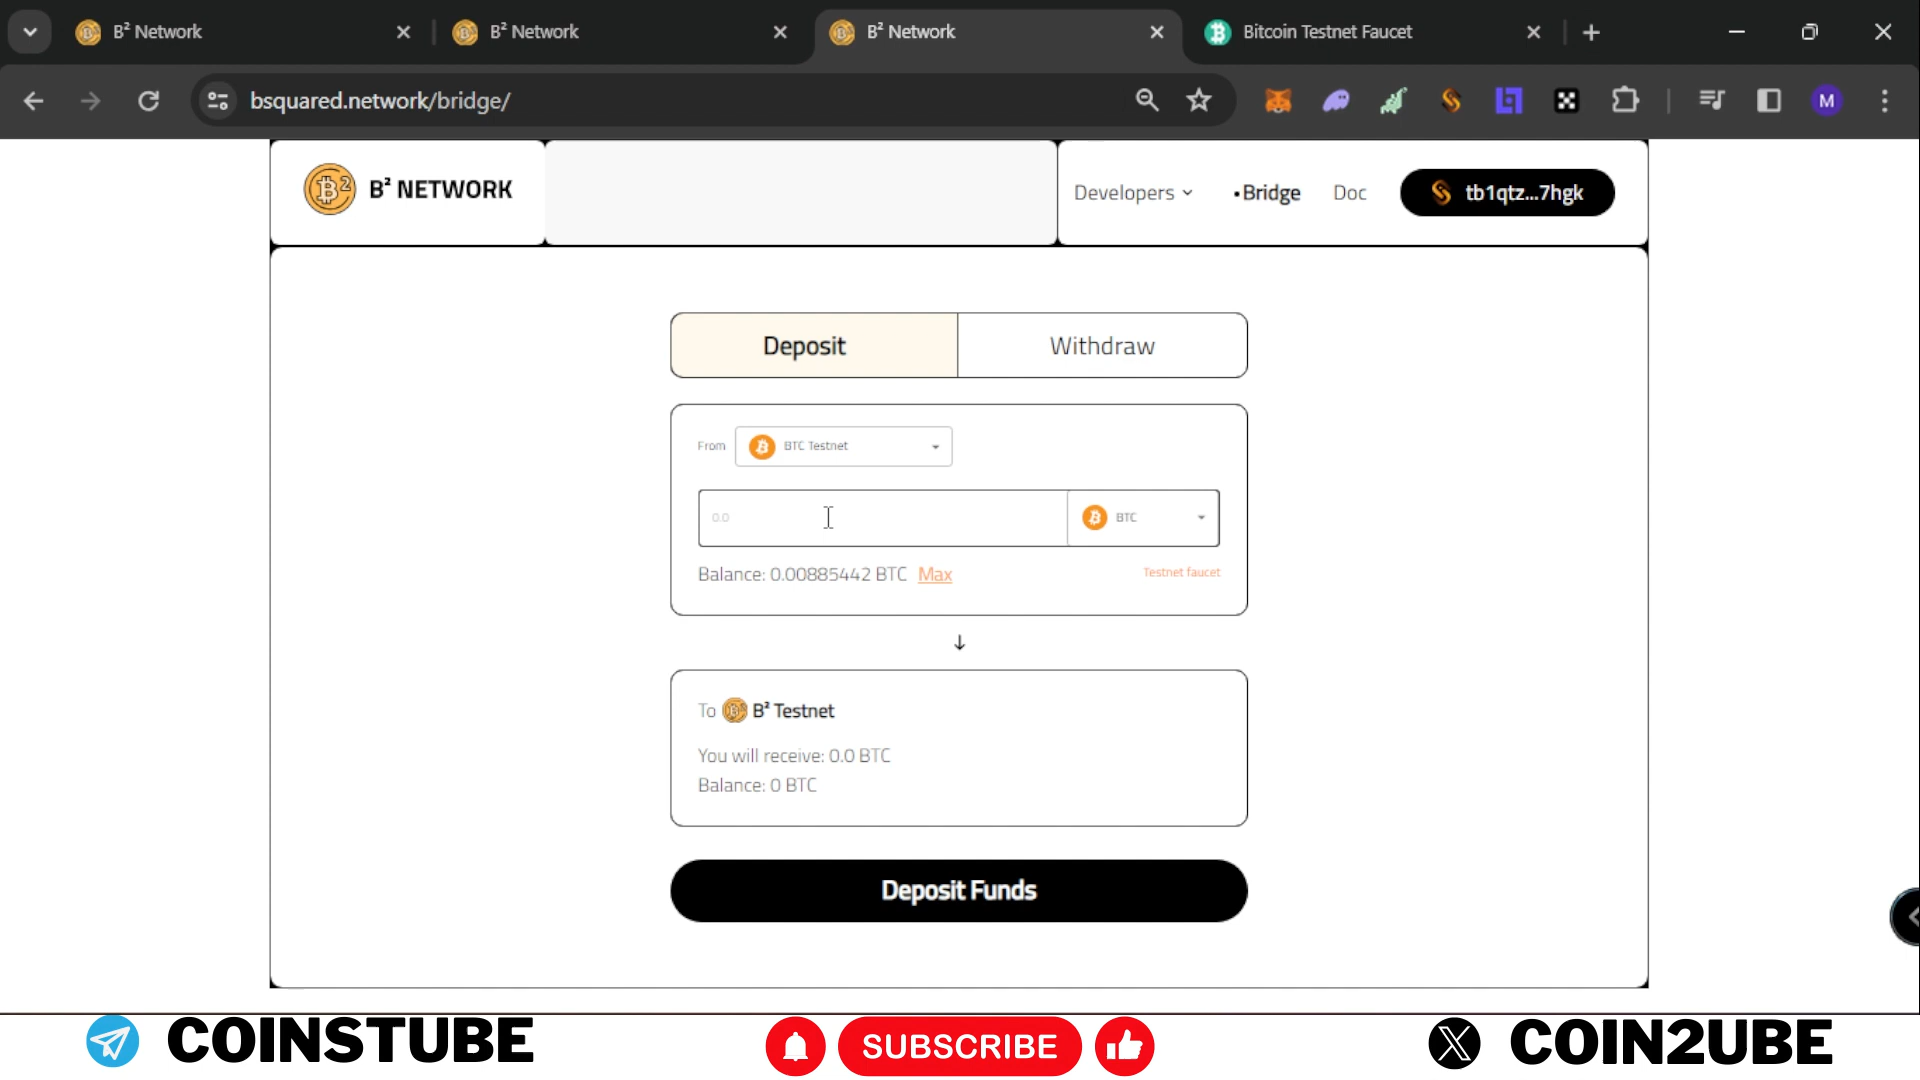 B² Network
B² Network
B² Network
Bitcoin Testnet Faucet
bsquared.network/bridge/
M
B² NETWORK
Developers
•Bridge
Doc
tb1qtz...7hgk
Deposit
Withdraw
From
BTC Testnet
0.0
BTC
Balance: 0.00885442 BTC Max
Testnet faucet
To B² Testnet
You will receive: 0.0 BTC
Balance: 0 BTC
Deposit Funds
COINSTUBE
SUBSCRIBE
COIN2UBE